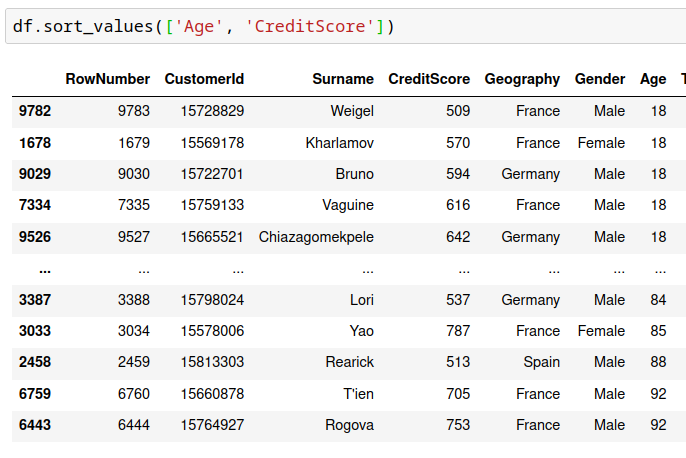 df.sort_values(['Age', 'CreditScore'])
RowNumber CustomerId Surname CreditScore Geography Gender Age T
9782 9783 15728829 Weigel 509 France Male 18
1678 1679 15569178 Kharlamov 570 France Female 18
9029 9030 15722701 Bruno 594 Germany Male 18
7334 7335 15759133 Vaguine 616 France Male 18
9526 9527 15665521 Chiazagomekpele 642 Germany Male 18
... ... ... ... ... ... ... ...
3387 3388 15798024 Lori 537 Germany Male 84
3033 3034 15578006 Yao 787 France Female 85
2458 2459 15813303 Rearick 513 Spain Male 88
6759 6760 15660878 T'ien 705 France Male 92
6443 6444 15764927 Rogova 753 France Male 92